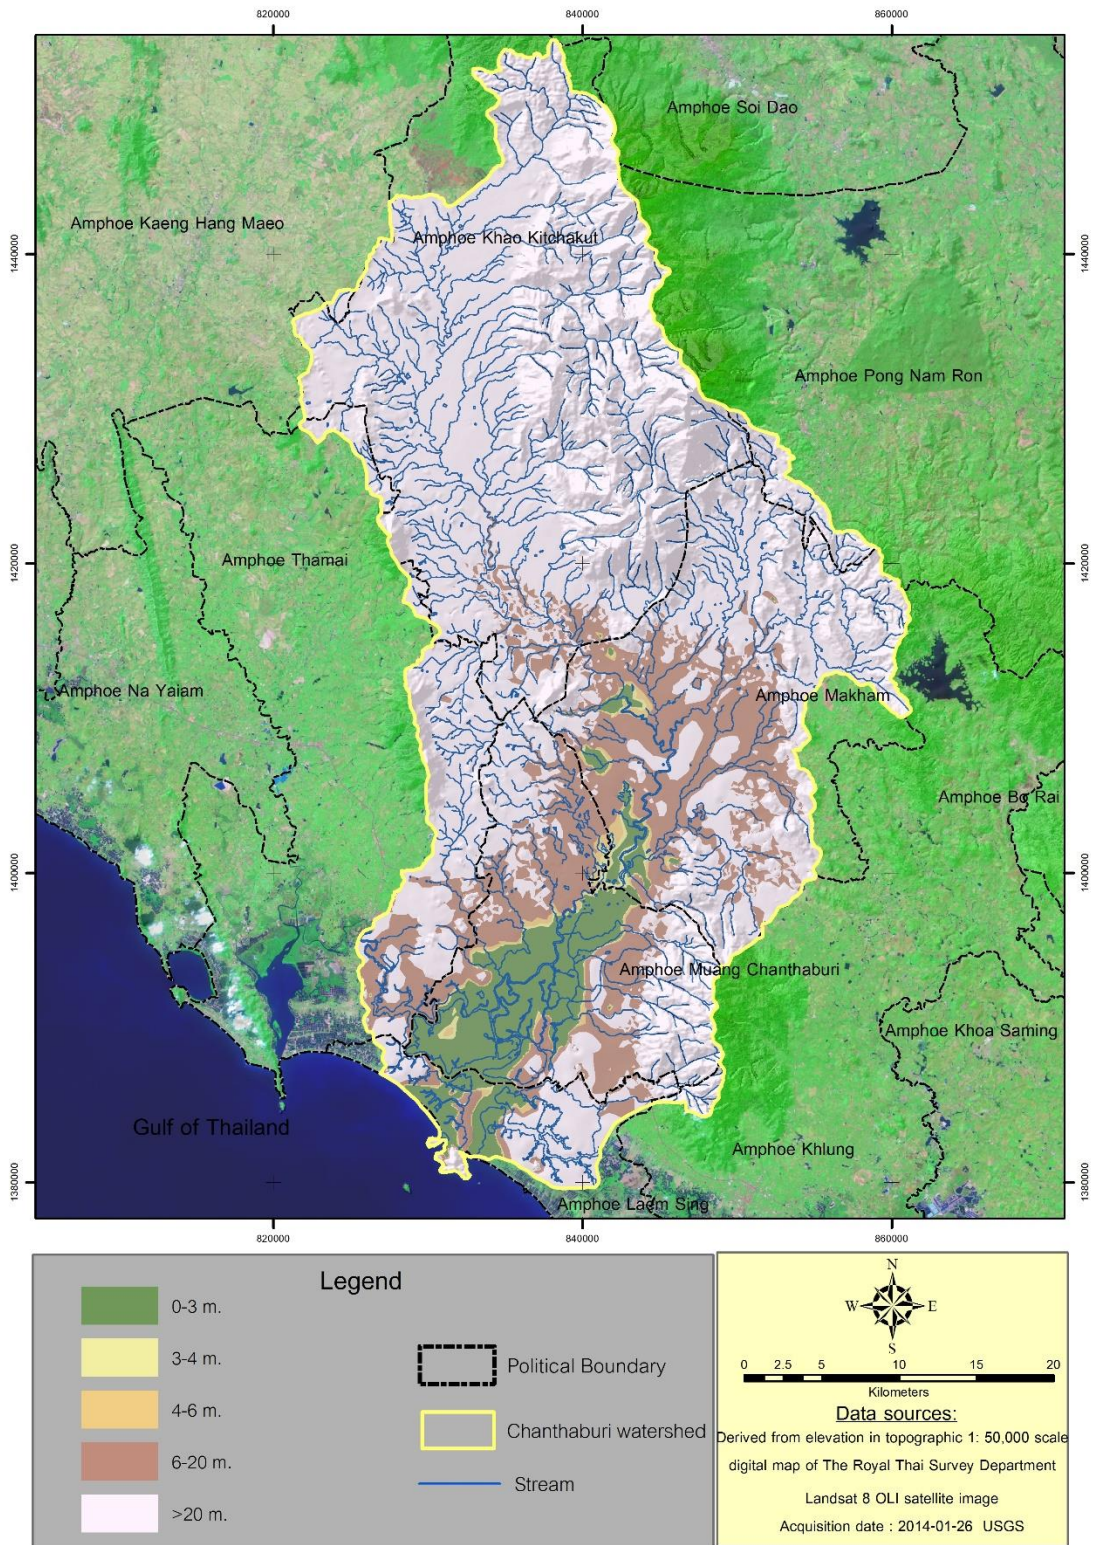 820000
840000
860000
Amphoe Soi Dao
Amphoe Kaeng Hang Maeo
Amphoe Khao Kitchakut
1440000
1440000
Amphoe Pong Nam Ron
Amphoe Thamai
1420000
1420000
Amphoe Na Yaiam
Amphoe Makham
Amphoe Bo Rai
1400000
1400000
Amphoe Muang Chanthaburi
Amphoe Khoa Saming
Gulf of Thailand
Amphoe Khlung
1380000
1380000
Amphoe Laem Sing
820000
840000
860000
Legend
0-3 m.
3-4 m.
4-6 m.
6-20 m.
>20 m.
Political Boundary
Chanthaburi watershed
Stream
N
W
E
S
0 2.5 5 10 15 20
Kilometers
Data sources:
Derived from elevation in topographic 1: 50,000 scale
digital map of The Royal Thai Survey Department
Landsat 8 OLI satellite image
Acquisition date : 2014-01-26 USGS